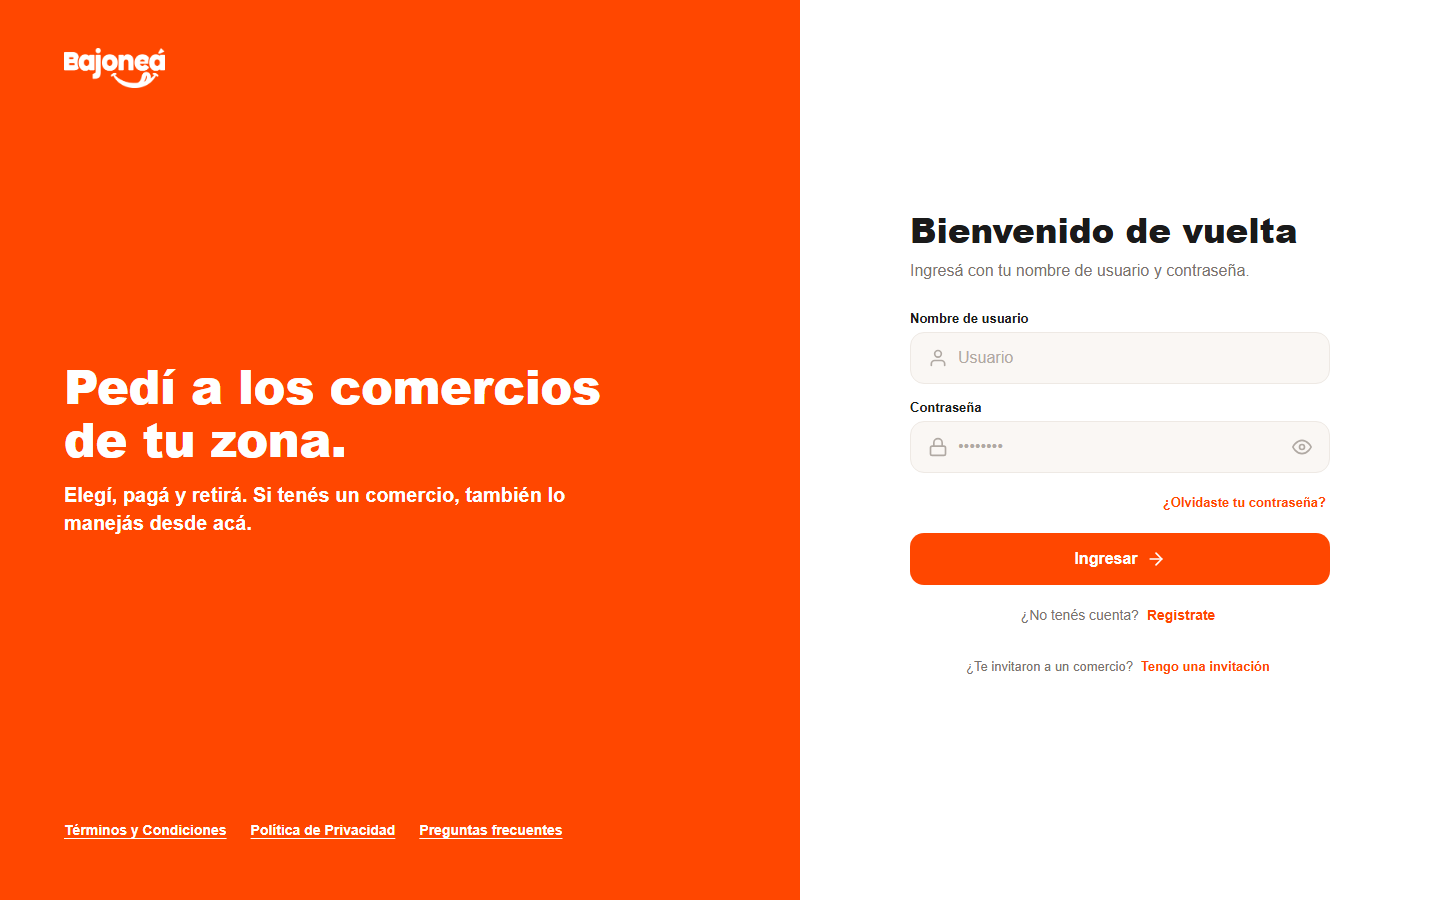 Bajoneá
Pedí a los comercios
de tu zona.
Elegí, pagá y retirá. Si tenés un comercio, también lo
manejás desde acá.
Términos y Condiciones
Política de Privacidad
Preguntas frecuentes
Bienvenido de vuelta
Ingresá con tu nombre de usuario y contraseña.
Nombre de usuario
Usuario
Contraseña
••••••••
¿Olvidaste tu contraseña?
Ingresar →
¿No tenés cuenta? Registrate
¿Te invitaron a un comercio? Tengo una invitación